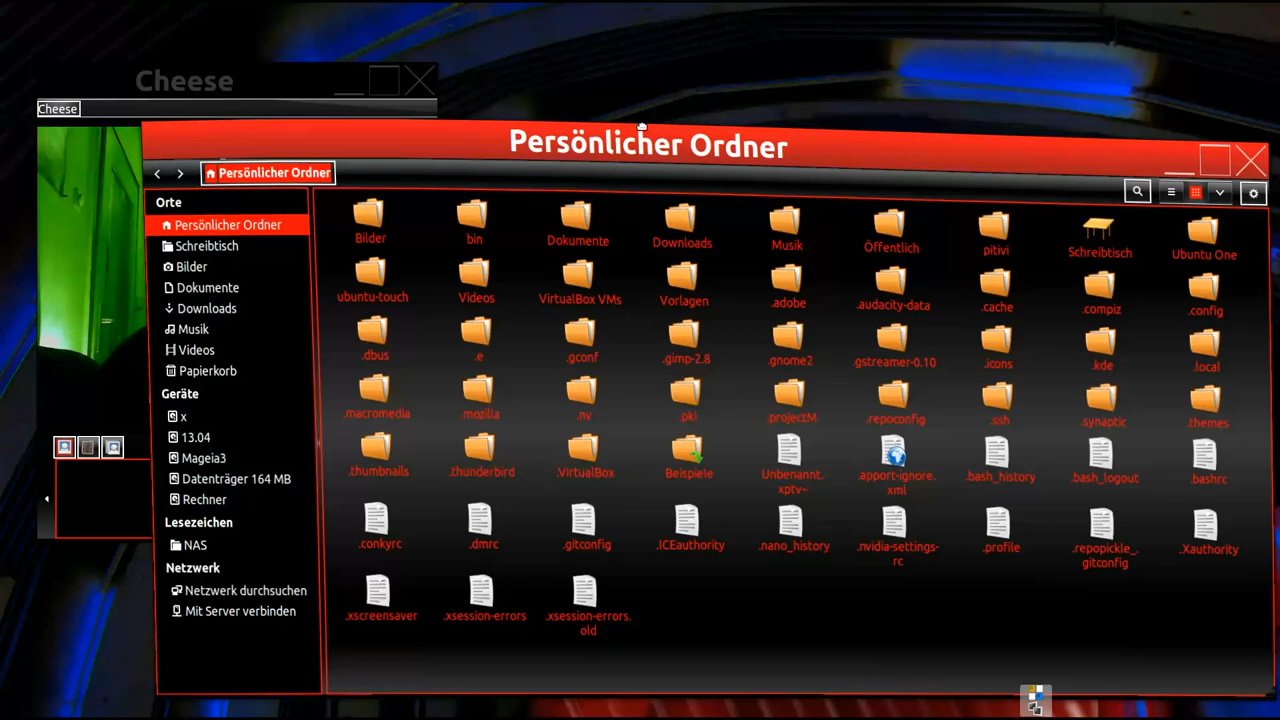 Cheese
Cheese
Persönlicher Ordner
Persönlicher Ordner
Orte
Persönlicher Ordner
Schreibtisch
Bilder
Dokumente
Downloads
Musik
Videos
Papierkorb
Geräte
x
13.04
Mageia3
Datenträger 164 MB
Rechner
Lesezeichen
NAS
Netzwerk
Netzwerk durchsuchen
Mit Server verbinden
Bilder
bin
Dokumente
Downloads
Musik
Öffentlich
pitivi
Schreibtisch
Ubuntu One
ubuntu-touch
Videos
VirtualBox VMs
Vorlagen
.adobe
.audacity-data
.cache
.compiz
.config
.dbus
.e
.gconf
.gimp-2.8
.gnome2
.gstreamer-0.10
.icons
.kde
.local
.macromedia
.mozilla
.nv
.pki
.projectM
.repoconfig
.ssh
.synaptic
.themes
.thumbnails
.thunderbird
.VirtualBox
Beispiele
Unbenannt.
xptv~
.apport-ignore.
xml
.bash_history
.bash_logout
.bashrc
.conkyrc
.dmrc
.gitconfig
.ICEauthority
.nano_history
.nvidia-settings-
rc
.profile
.repopickle_.
gitconfig
.Xauthority
.xscreensaver
.xsession-errors
.xsession-errors.
old